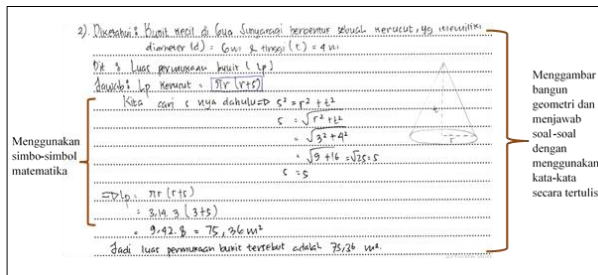 2). Diketahui : Bukit kecil di Gua Sunyaragi berbentuk sebuah kerucut, yg memiliki
diameter (d) = 6m & tinggi (t) = 4m
Dit : Luas permukaan bukit (Lp)
Jawab : Lp kerucut = πr (r+s)
Kita cari s nya dahulu => s² = r² + t²
s = √r² + t²
= √3² + 4²
= √9 + 16 = √25 = 5
s = 5
=> Lp = πr (r+s)
= 3,14 . 3 (3+5)
= 9,42 . 8 = 75,36 m²
Jadi luas permukaan bukit tersebut adalah 75,36 m².
t
r
Menggunakan
simbo-simbol
matematika
Menggambar
bangun
geometri dan
menjawab
soal-soal
dengan
menggunakan
kata-kata
secara tertulis